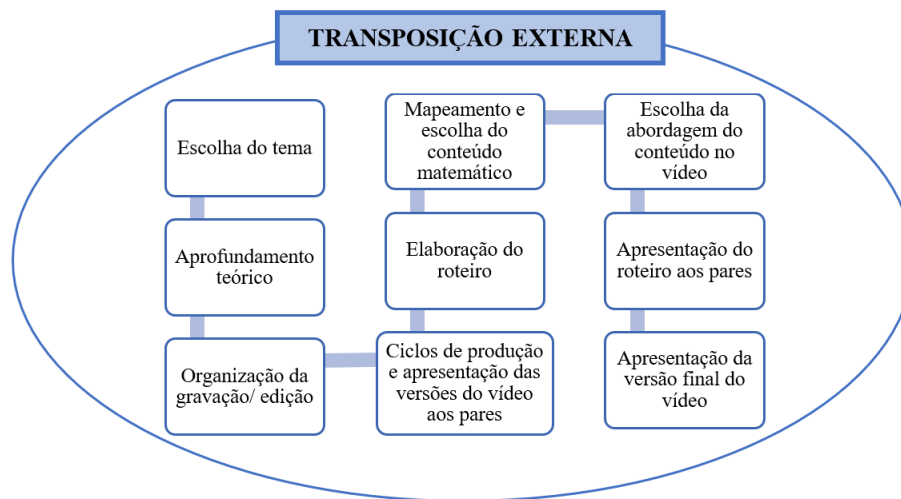 TRANSPOSIÇÃO EXTERNA
Escolha do tema
Aprofundamento
teórico
Organização da
gravação/ edição
Ciclos de produção
e apresentação das
versões do vídeo
aos pares
Elaboração do
roteiro
Mapeamento e
escolha do
conteúdo
matemático
Escolha da
abordagem do
conteúdo no
vídeo
Apresentação do
roteiro aos pares
Apresentação da
versão final do
vídeo